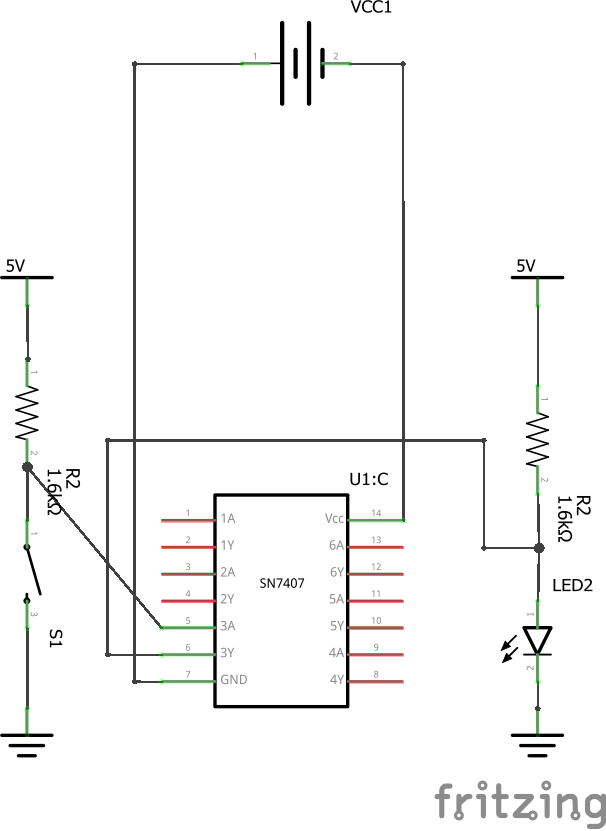 VCC1
1
2
5V
5V
1
2
R2
1.6kΩ
1
2
R2
1.6kΩ
U1:C
SN7407
1
1A
2
1Y
3
2A
4
2Y
5
3A
6
3Y
7
GND
Vcc
14
6A
13
6Y
12
5A
11
5Y
10
4A
9
4Y
8
1
3
S1
LED2
1
2
fritzing